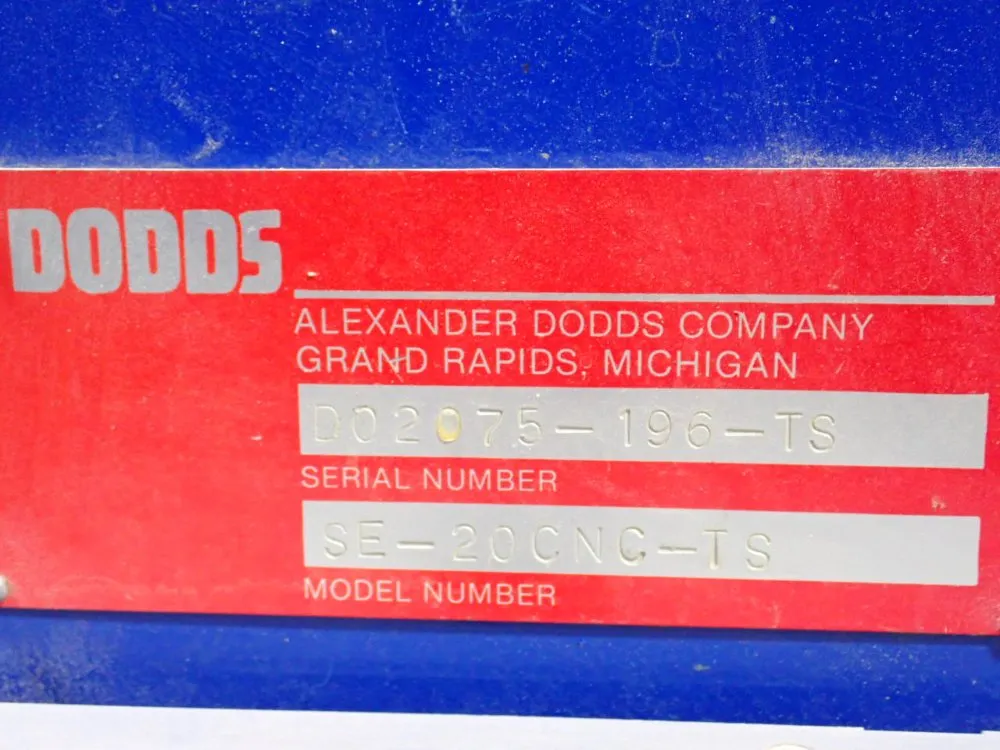 DODDS
ALEXANDER DODDS COMPANY
GRAND RAPIDS, MICHIGAN
D02075-196-TS
SERIAL NUMBER
SE-20CNC-TS
MODEL NUMBER